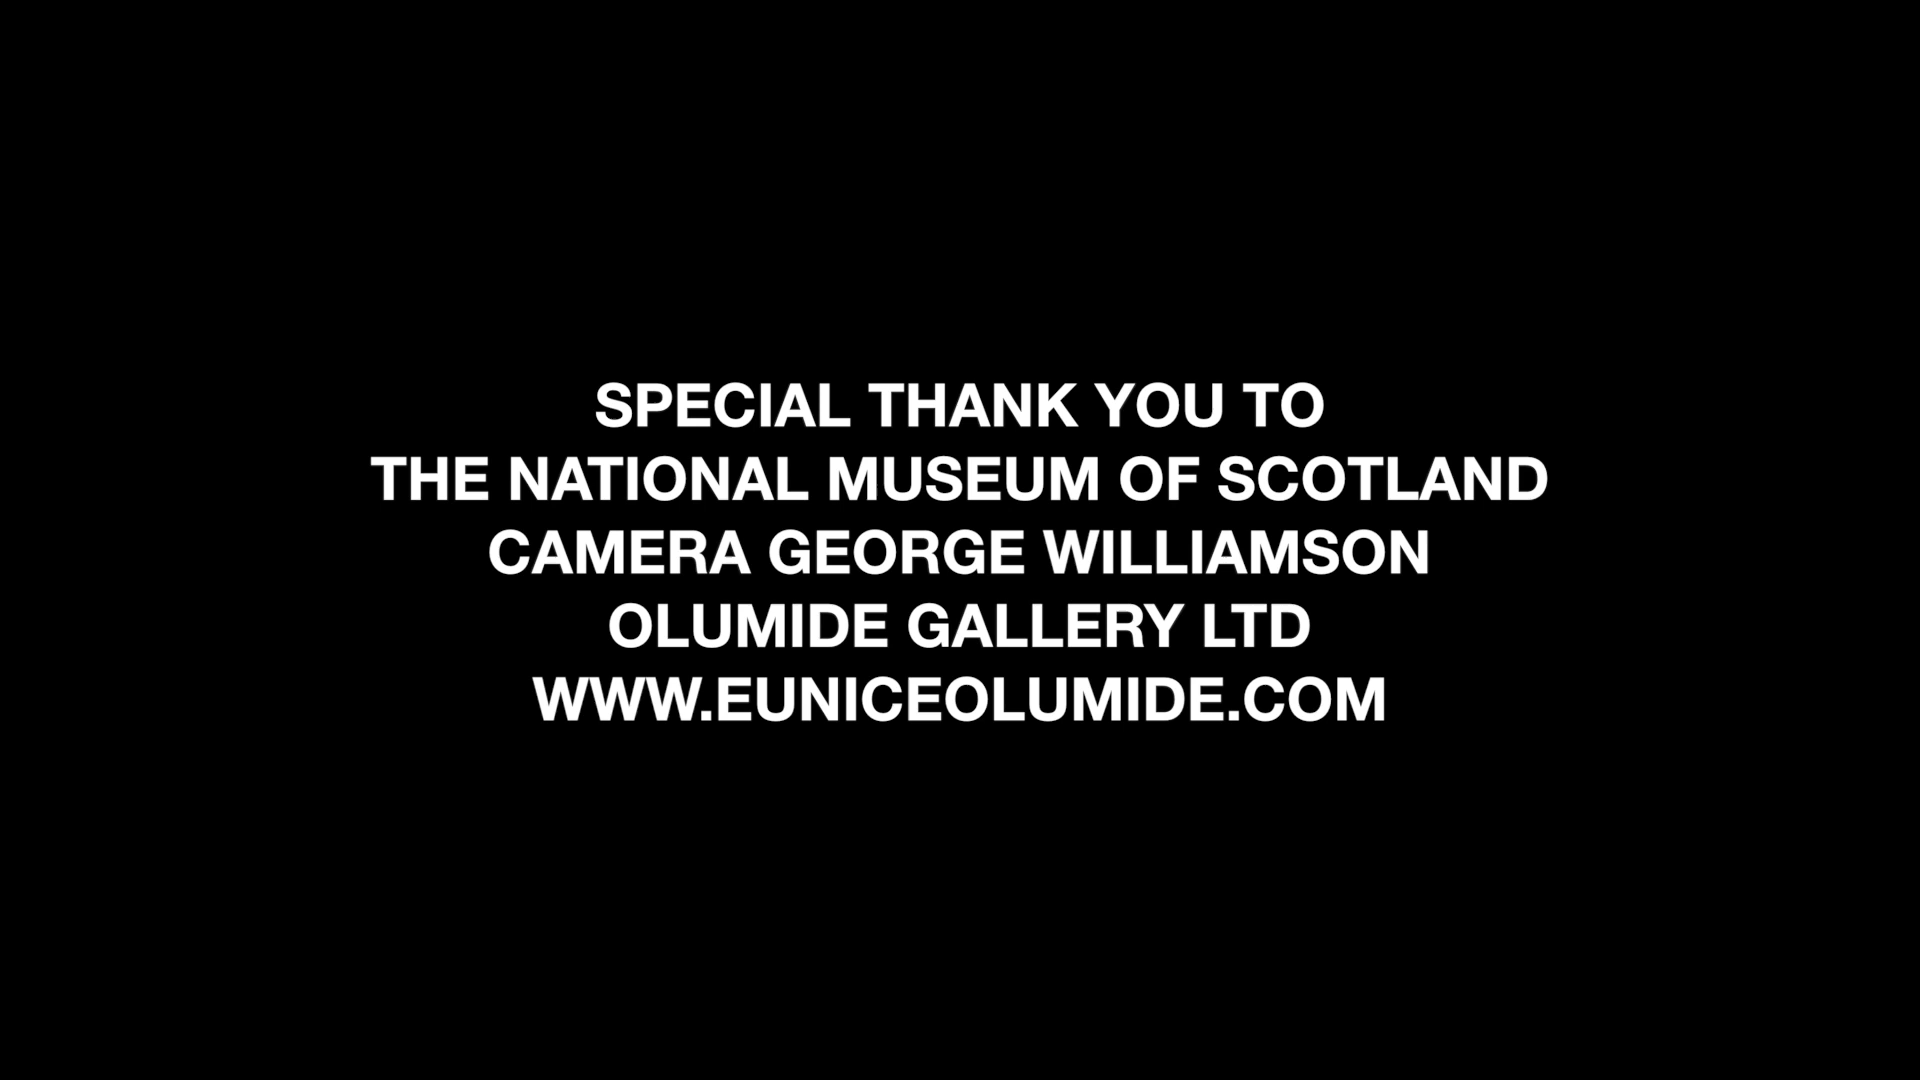 SPECIAL THANK YOU TO
THE NATIONAL MUSEUM OF SCOTLAND
CAMERA GEORGE WILLIAMSON
OLUMIDE GALLERY LTD
WWW.EUNICEOLUMIDE.COM